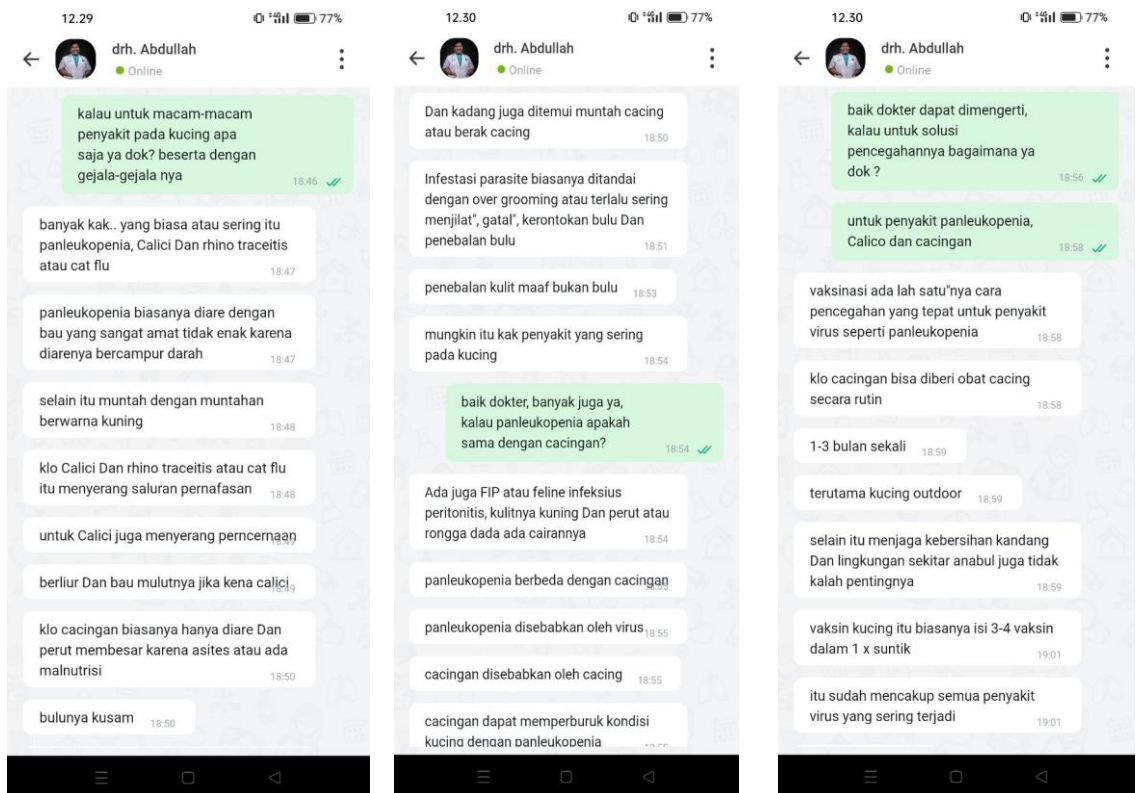 12.29
77%
drh. Abdullah
Online
kalau untuk macam-macam
penyakit pada kucing apa
saja ya dok? beserta dengan
gejala-gejala nya
18:46
banyak kak.. yang biasa atau sering itu
panleukopenia, Calici Dan rhino traceitis
atau cat flu
18:47
panleukopenia biasanya diare dengan
bau yang sangat amat tidak enak karena
diarenya bercampur darah
18:47
selain itu muntah dengan muntahan
berwarna kuning
18:48
klo Calici Dan rhino traceitis atau cat flu
itu menyerang saluran pernafasan
18:48
untuk Calici juga menyerang perncernaan
18:49
berliur Dan bau mulutnya jika kena calici
18:49
klo cacingan biasanya hanya diare Dan
perut membesar karena asites atau ada
malnutrisi
18:50
bulunya kusam
18:50
12.30
77%
drh. Abdullah
Online
Dan kadang juga ditemui muntah cacing
atau berak cacing
18:50
Infestasi parasite biasanya ditandai
dengan over grooming atau terlalu sering
menjilat", gatal", kerontokan bulu Dan
penebalan bulu
18:51
penebalan kulit maaf bukan bulu
18:53
mungkin itu kak penyakit yang sering
pada kucing
18:54
baik dokter, banyak juga ya,
kalau panleukopenia apakah
sama dengan cacingan?
18:54
Ada juga FIP atau feline infeksius
peritonitis, kulitnya kuning Dan perut atau
rongga dada ada cairannya
18:54
panleukopenia berbeda dengan cacingan
18:55
panleukopenia disebabkan oleh virus
18:55
cacingan disebabkan oleh cacing
18:55
cacingan dapat memperburuk kondisi
kucing dengan panleukopenia
12.30
77%
drh. Abdullah
Online
baik dokter dapat dimengerti,
kalau untuk solusi
pencegahannya bagaimana ya
dok ?
18:56
untuk penyakit panleukopenia,
Calico dan cacingan
18:58
vaksinasi ada lah satu"nya cara
pencegahan yang tepat untuk penyakit
virus seperti panleukopenia
18:58
klo cacingan bisa diberi obat cacing
secara rutin
18:58
1-3 bulan sekali
18:59
terutama kucing outdoor
18:59
selain itu menjaga kebersihan kandang
Dan lingkungan sekitar anabul juga tidak
kalah pentingnya
18:59
vaksin kucing itu biasanya isi 3-4 vaksin
dalam 1 x suntik
19:01
itu sudah mencakup semua penyakit
virus yang sering terjadi
19:01